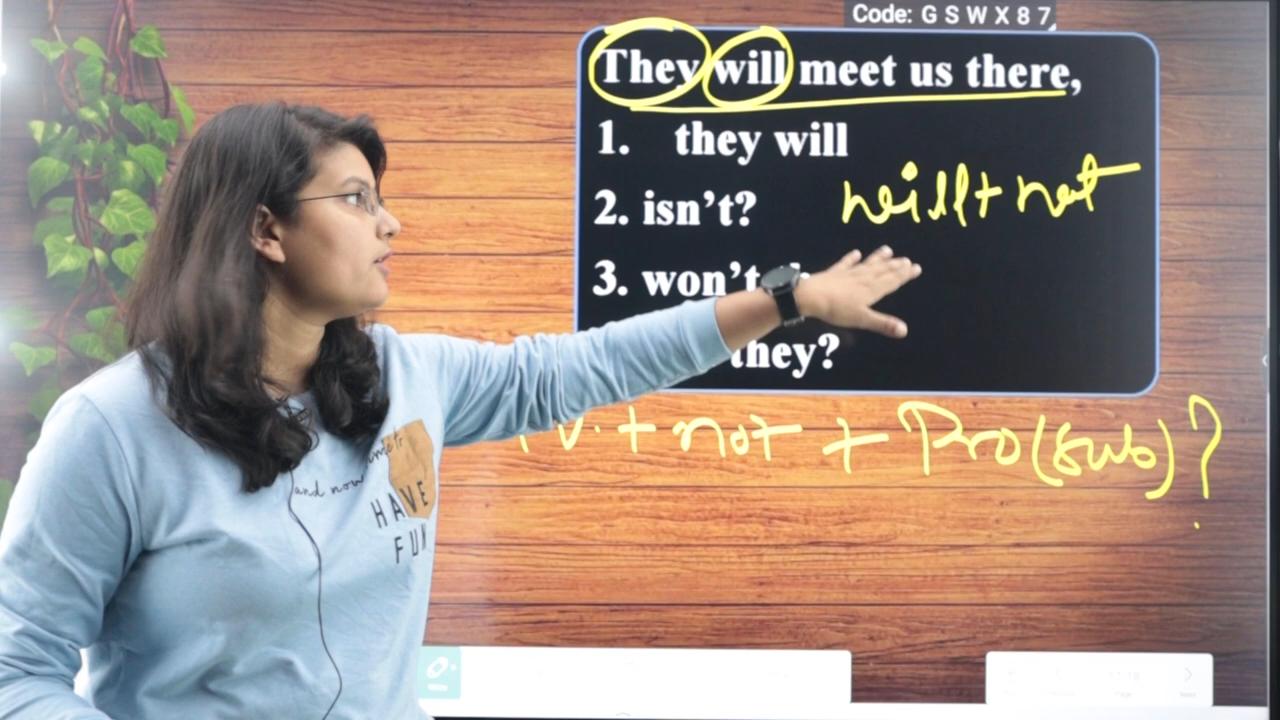 Code: G S W X 8 7
They will meet us there,
1. they will
2. isn't?
will + not
3. won't
they?
V. + not + Pro(sub)?
and now
HAVE
FUN